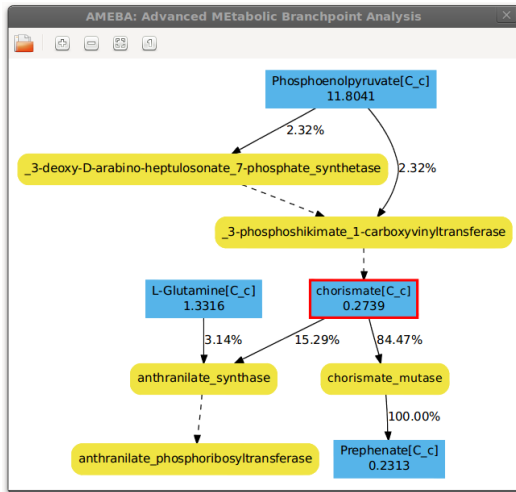 AMEBA: Advanced MEtabolic Branchpoint Analysis
Phosphoenolpyruvate[C_c]
11.8041
2.32%
_3-deoxy-D-arabino-heptulosonate_7-phosphate_synthetase
2.32%
_3-phosphoshikimate_1-carboxyvinyltransferase
L-Glutamine[C_c]
1.3316
chorismate[C_c]
0.2739
3.14%
15.29%
84.47%
anthranilate_synthase
chorismate_mutase
100.00%
anthranilate_phosphoribosyltransferase
Prephenate[C_c]
0.2313